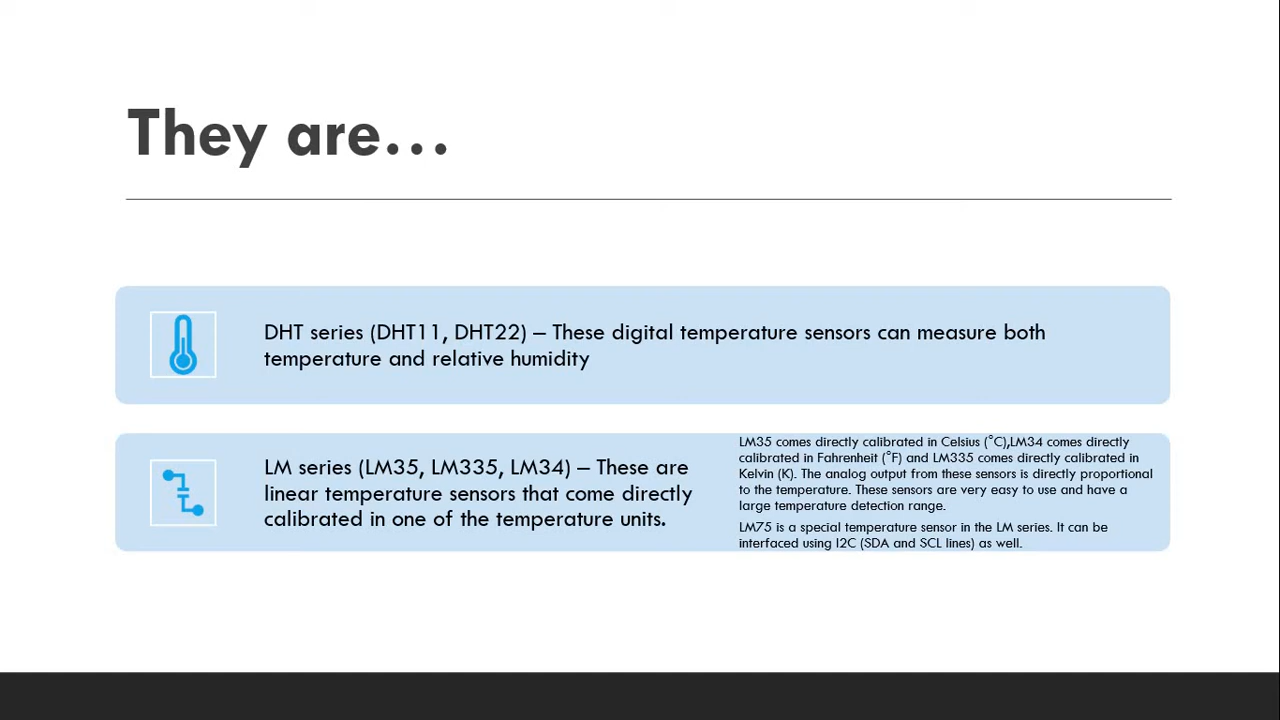 They are...
DHT series (DHT11, DHT22) – These digital temperature sensors can measure both
temperature and relative humidity
LM series (LM35, LM335, LM34) – These are
linear temperature sensors that come directly
calibrated in one of the temperature units.
LM35 comes directly calibrated in Celsius (°C),LM34 comes directly
calibrated in Fahrenheit (°F) and LM335 comes directly calibrated in
Kelvin (K). The analog output from these sensors is directly proportional
to the temperature. These sensors are very easy to use and have a
large temperature detection range.
LM75 is a special temperature sensor in the LM series. It can be
interfaced using I2C (SDA and SCL lines) as well.